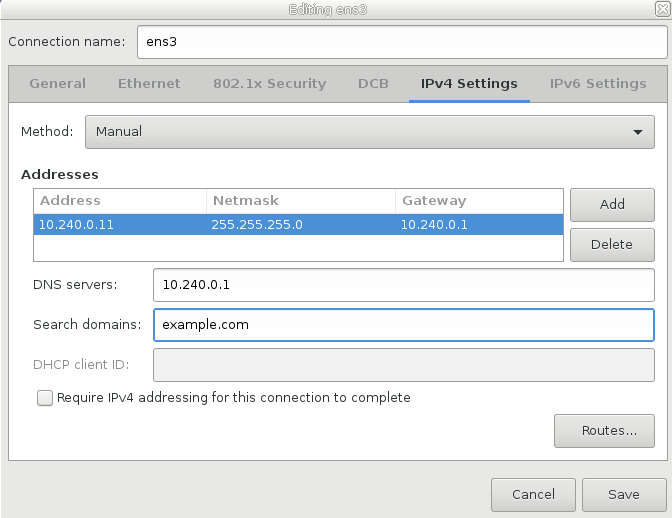 Editing ens3
Connection name: ens3
General Ethernet 802.1x Security DCB IPv4 Settings IPv6 Settings
Method: Manual
Addresses
Address Netmask Gateway
10.240.0.11 255.255.255.0 10.240.0.1
Add
Delete
DNS servers: 10.240.0.1
Search domains: example.com
DHCP client ID:
Require IPv4 addressing for this connection to complete
Routes...
Cancel Save